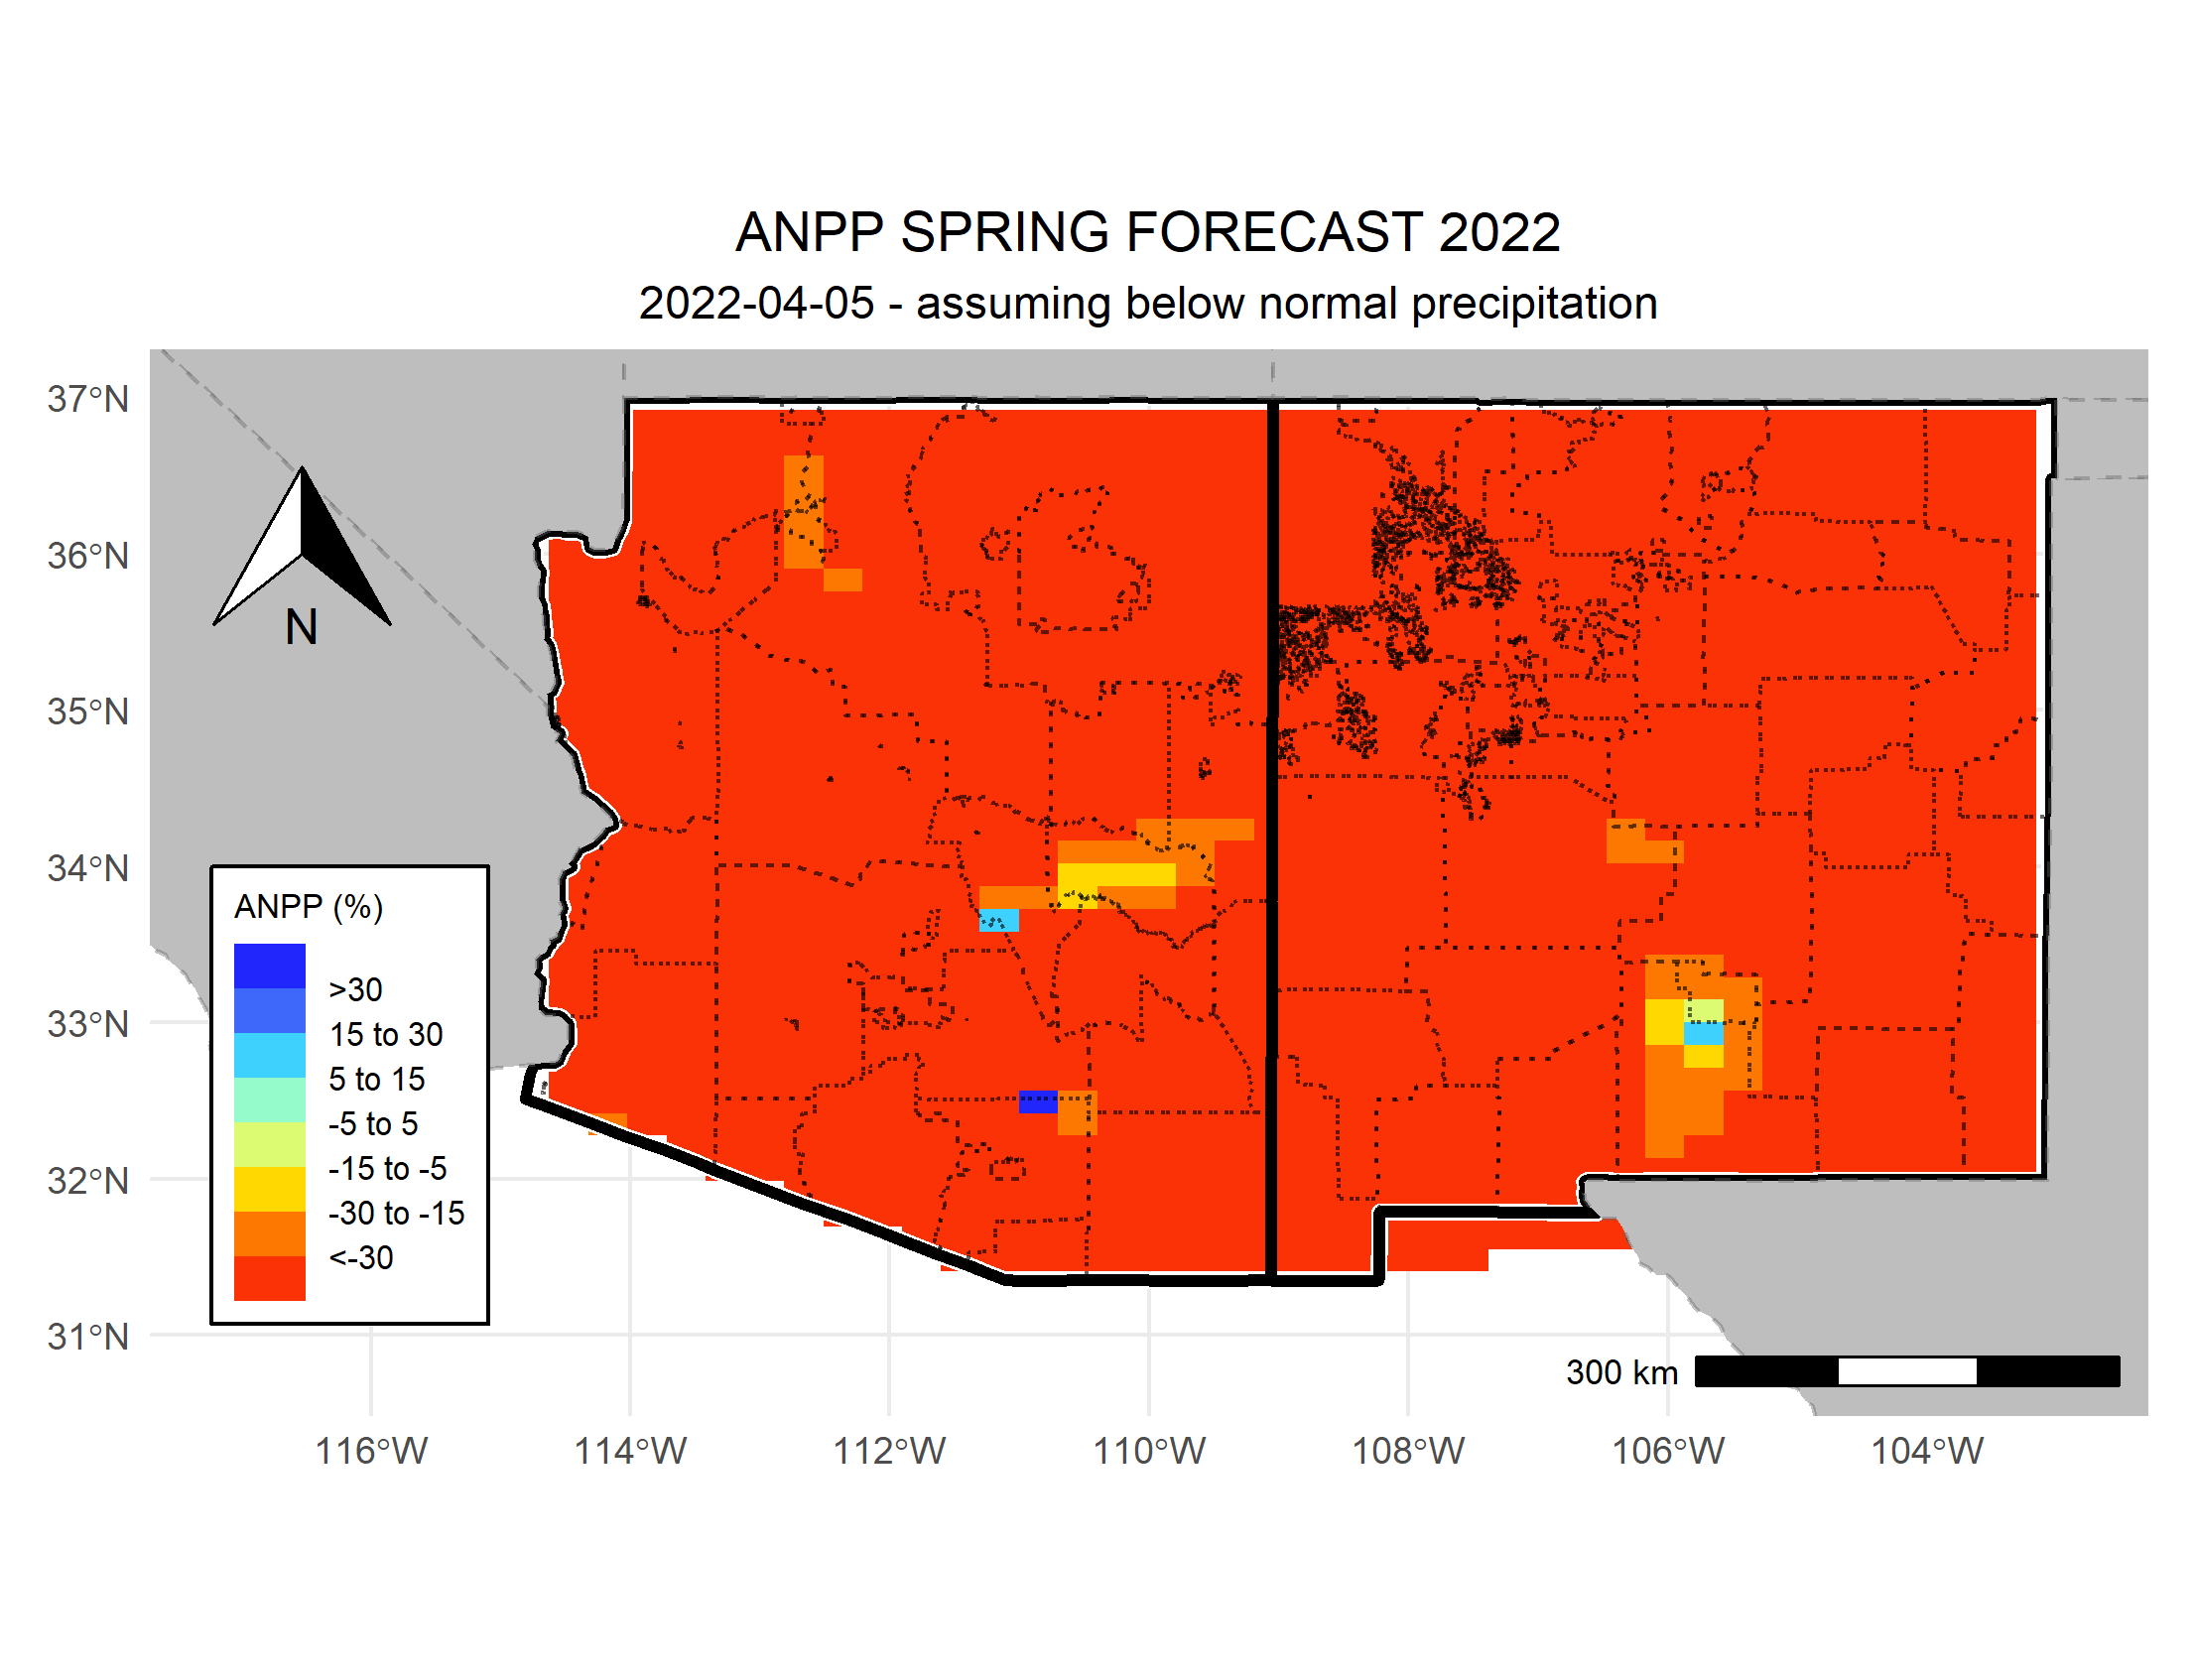 ANPP SPRING FORECAST 2022
2022-04-05 - assuming below normal precipitation
37°N
36°N
35°N
34°N
33°N
32°N
31°N
N
ANPP (%)
>30
15 to 30
5 to 15
-5 to 5
-15 to -5
-30 to -15
<-30
300 km
116°W
114°W
112°W
110°W
108°W
106°W
104°W